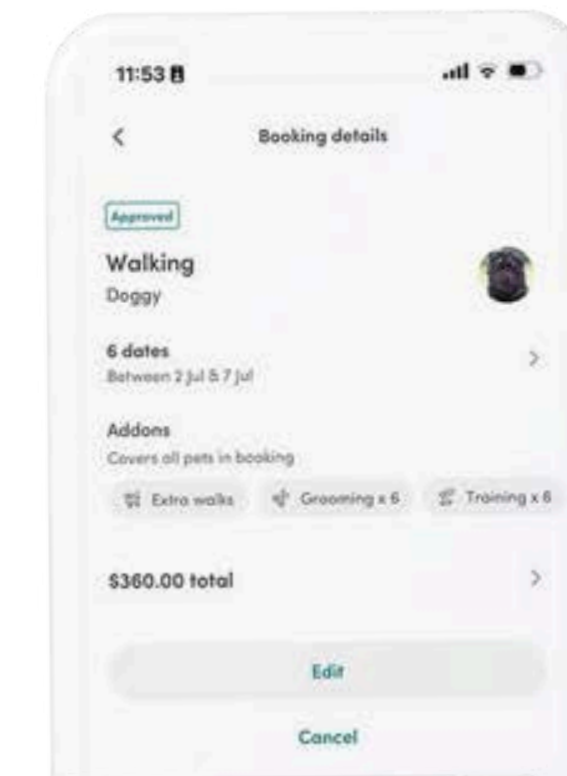 11:53
Booking details
Approved
Walking
Doggy
6 dates
Between 2 Jul & 7 Jul
Addons
Covers all pets in booking
Extra walks
Grooming x 6
Training x 6
$360.00 total
Edit
Cancel